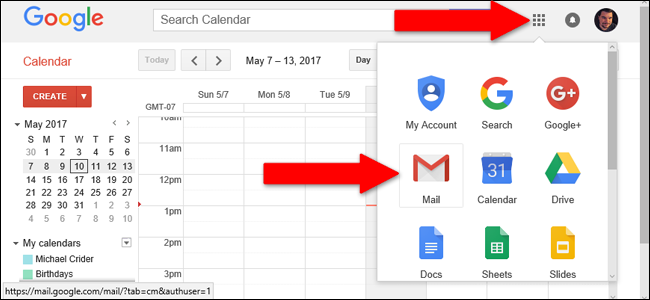 Google
Search Calendar
Calendar
Today
May 7 – 13, 2017
Day
CREATE
GMT-07
Sun 5/7
Mon 5/8
Tue 5/9
May 2017
S M T W T F S
30 1 2 3 4 5 6
7 8 9 10 11 12 13
14 15 16 17 18 19 20
21 22 23 24 25 26 27
28 29 30 31 1 2 3
4 5 6 7 8 9 10
My calendars
Michael Crider
Birthdays
https://mail.google.com/mail/?tab=cm&authuser=1
10am
11am
12pm
1pm
2pm
3pm
My Account
Search
Google+
Mail
31
Calendar
Drive
Docs
Sheets
Slides